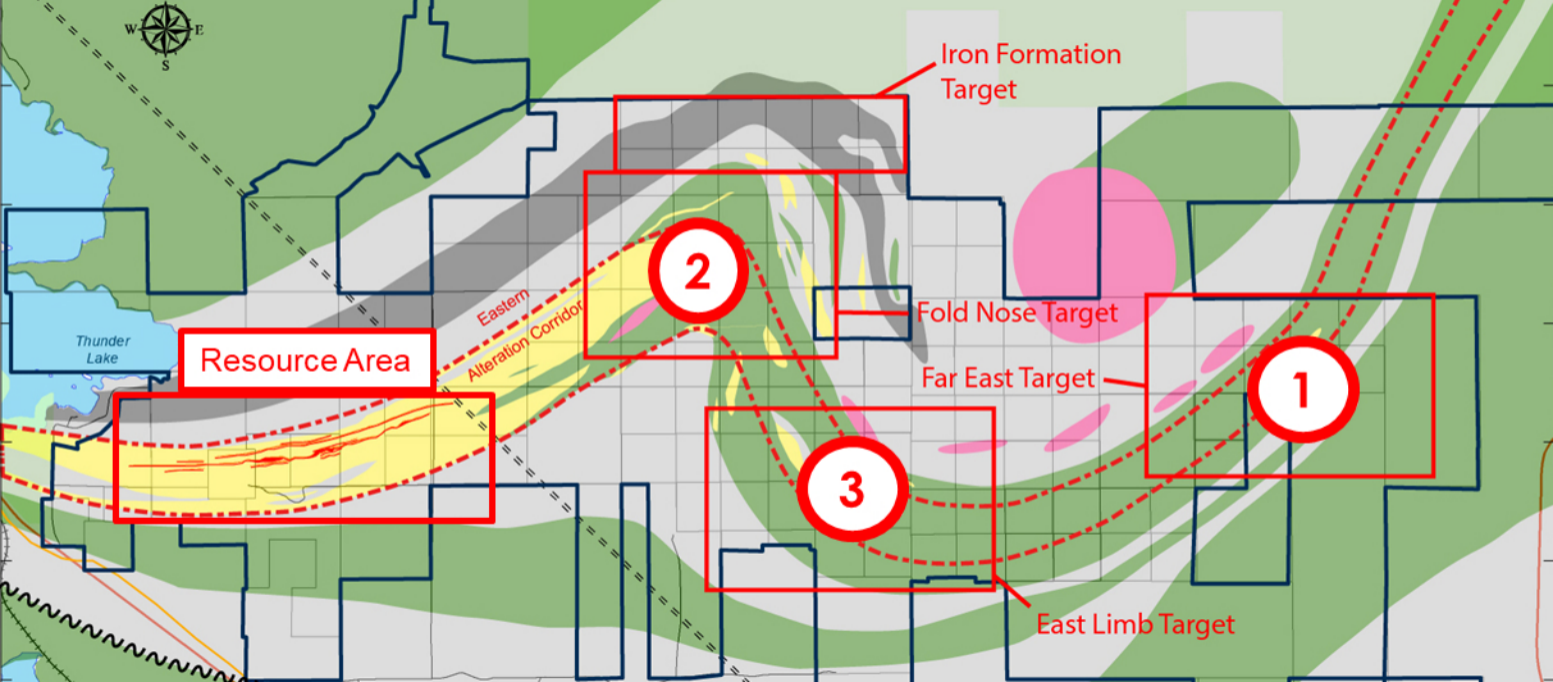 W E
S
Iron Formation
Target
2
Eastern
Alteration Corridor
Fold Nose Target
Thunder
Lake
Resource Area
Far East Target
1
3
East Limb Target